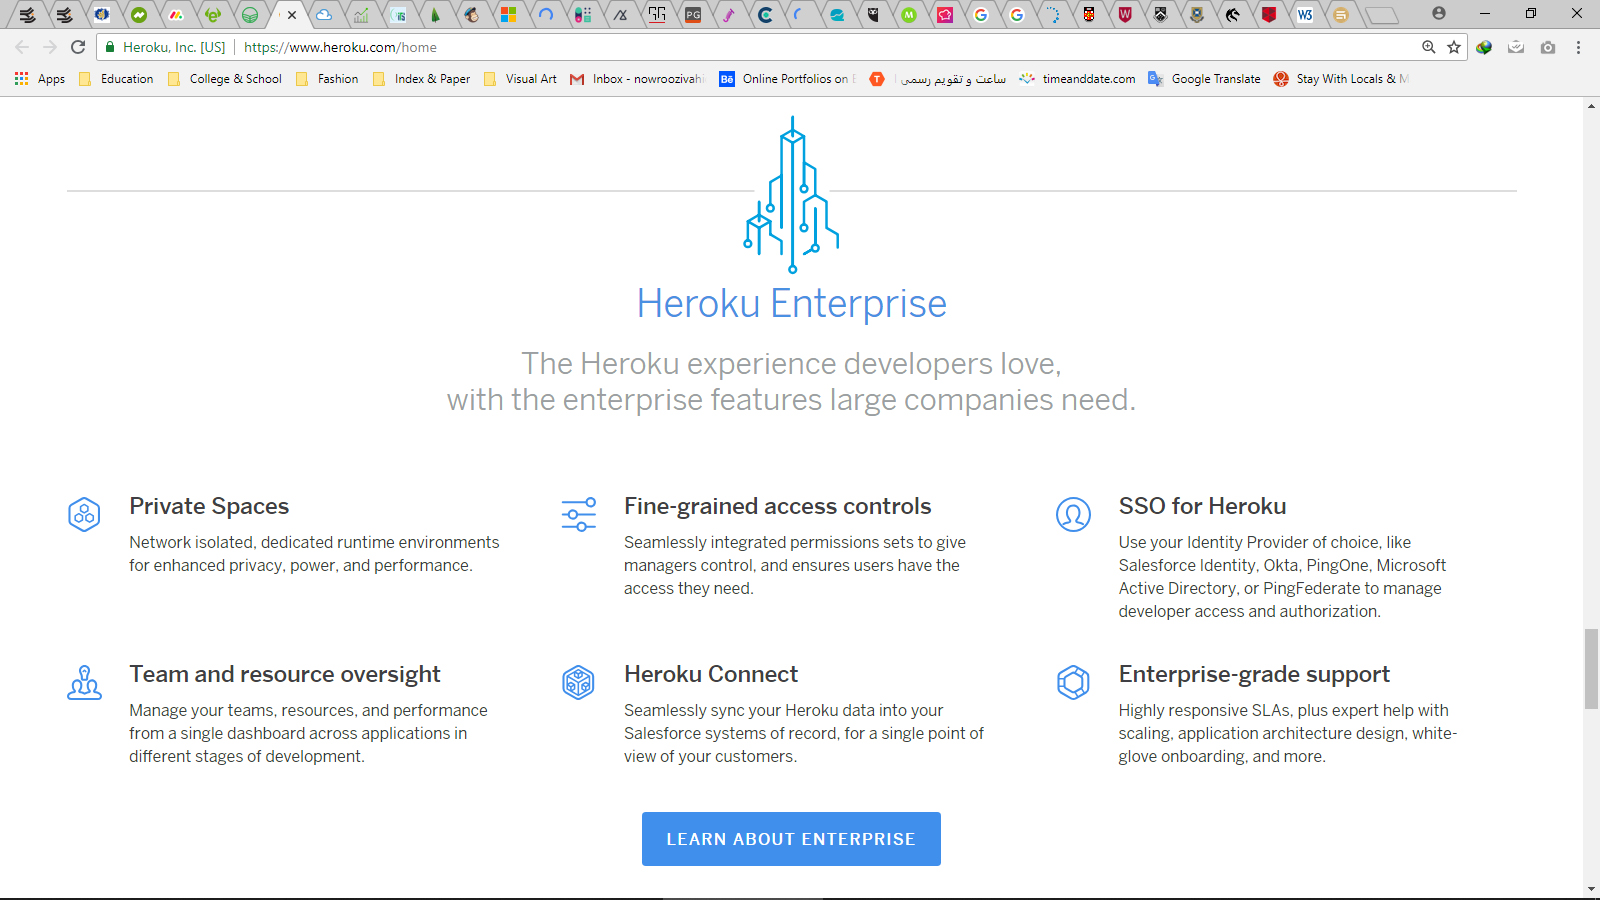 Heroku, Inc. [US] https://www.heroku.com/home
Apps Education College & School Fashion Index & Paper Visual Art Inbox - nowroozivahi Online Portfolios on ساعت و تقویم رسمی timeanddate.com Google Translate Stay With Locals & M
Heroku Enterprise
The Heroku experience developers love,
with the enterprise features large companies need.
Private Spaces
Network isolated, dedicated runtime environments
for enhanced privacy, power, and performance.
Fine-grained access controls
Seamlessly integrated permissions sets to give
managers control, and ensures users have the
access they need.
SSO for Heroku
Use your Identity Provider of choice, like
Salesforce Identity, Okta, PingOne, Microsoft
Active Directory, or PingFederate to manage
developer access and authorization.
Team and resource oversight
Manage your teams, resources, and performance
from a single dashboard across applications in
different stages of development.
Heroku Connect
Seamlessly sync your Heroku data into your
Salesforce systems of record, for a single point of
view of your customers.
Enterprise-grade support
Highly responsive SLAs, plus expert help with
scaling, application architecture design, white-
glove onboarding, and more.
LEARN ABOUT ENTERPRISE